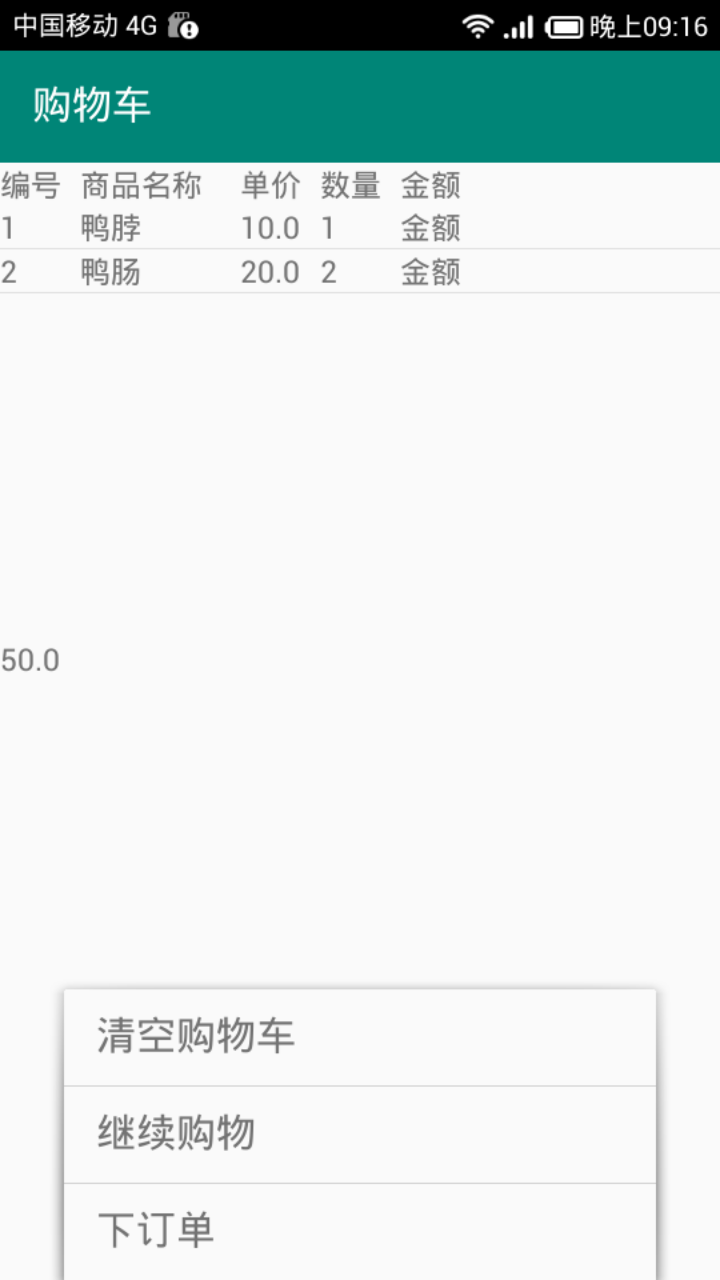 中国移动 4G 晚上09:16
购物车
编号 商品名称 单价 数量 金额
1 鸭脖 10.0 1 金额
2 鸭肠 20.0 2 金额
50.0
清空购物车
继续购物
下订单